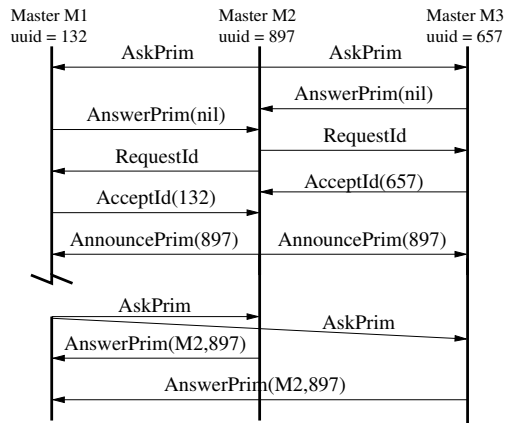 Master M1 Master M2 Master M3
uuid = 132 uuid = 897 uuid = 657
AskPrim AskPrim
AnswerPrim(nil)
AnswerPrim(nil)
RequestId
RequestId
AcceptId(657)
AcceptId(132)
AnnouncePrim(897) AnnouncePrim(897)
AskPrim
AskPrim
AnswerPrim(M2,897)
AnswerPrim(M2,897)